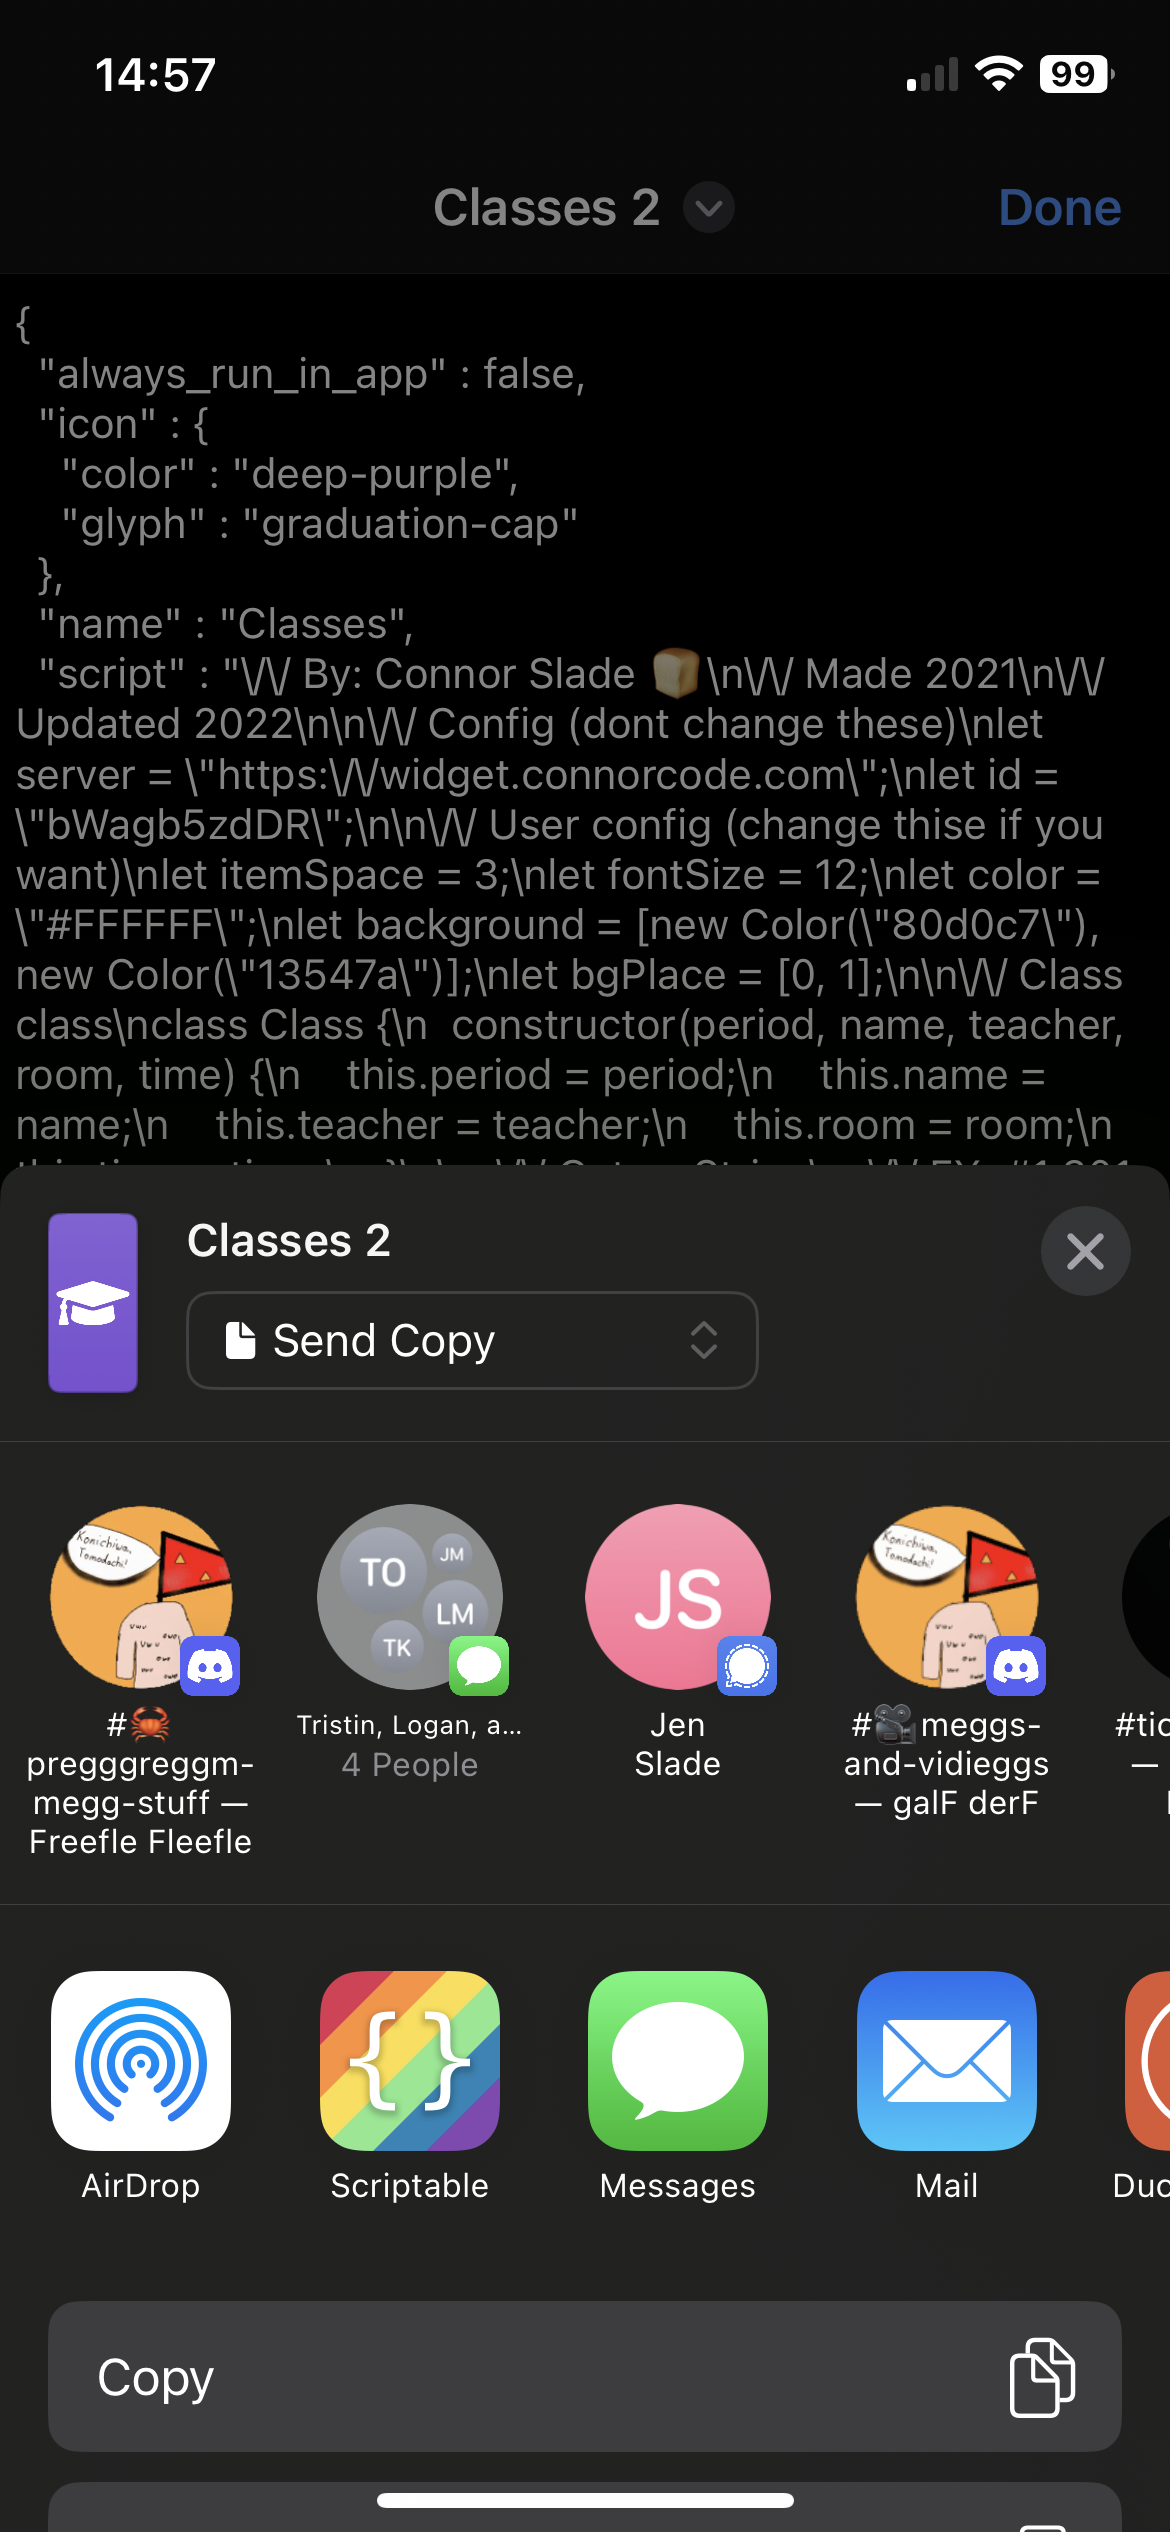 14:57
99
Classes 2
Done
{
"always_run_in_app" : false,
"icon" : {
"color" : "deep-purple",
"glyph" : "graduation-cap"
},
"name" : "Classes",
"script" : "\/\/ By: Connor Slade 🍞\n\/\/ Made 2021\n\/\/
Updated 2022\n\n\/\/ Config (dont change these)\nlet
server = \"https:\/\/widget.connorcode.com\";\nlet id =
\"bWagb5zdDR\";\n\n\/\/ User config (change thise if you
want)\nlet itemSpace = 3;\nlet fontSize = 12;\nlet color =
\"#FFFFFF\";\nlet background = [new Color(\"80d0c7\"),
new Color(\"13547a\")];\nlet bgPlace = [0, 1];\n\n\/\/ Class
class\nclass Class {\n  constructor(period, name, teacher,
room, time) {\n    this.period = period;\n    this.name =
name;\n    this.teacher = teacher;\n    this.room = room;\n
Classes 2
Send Copy
Konichiwa,
Tomodachi!
#🦀
pregggreggm-
megg-stuff —
Freefle Fleefle
TO
JM
LM
TK
Tristin, Logan, a...
4 People
JS
Jen
Slade
Konichiwa,
Tomodachi!
#🎥meggs-
and-vidieggs
— galF derF
#tic
—
AirDrop
{}
Scriptable
Messages
Mail
Duc
Copy